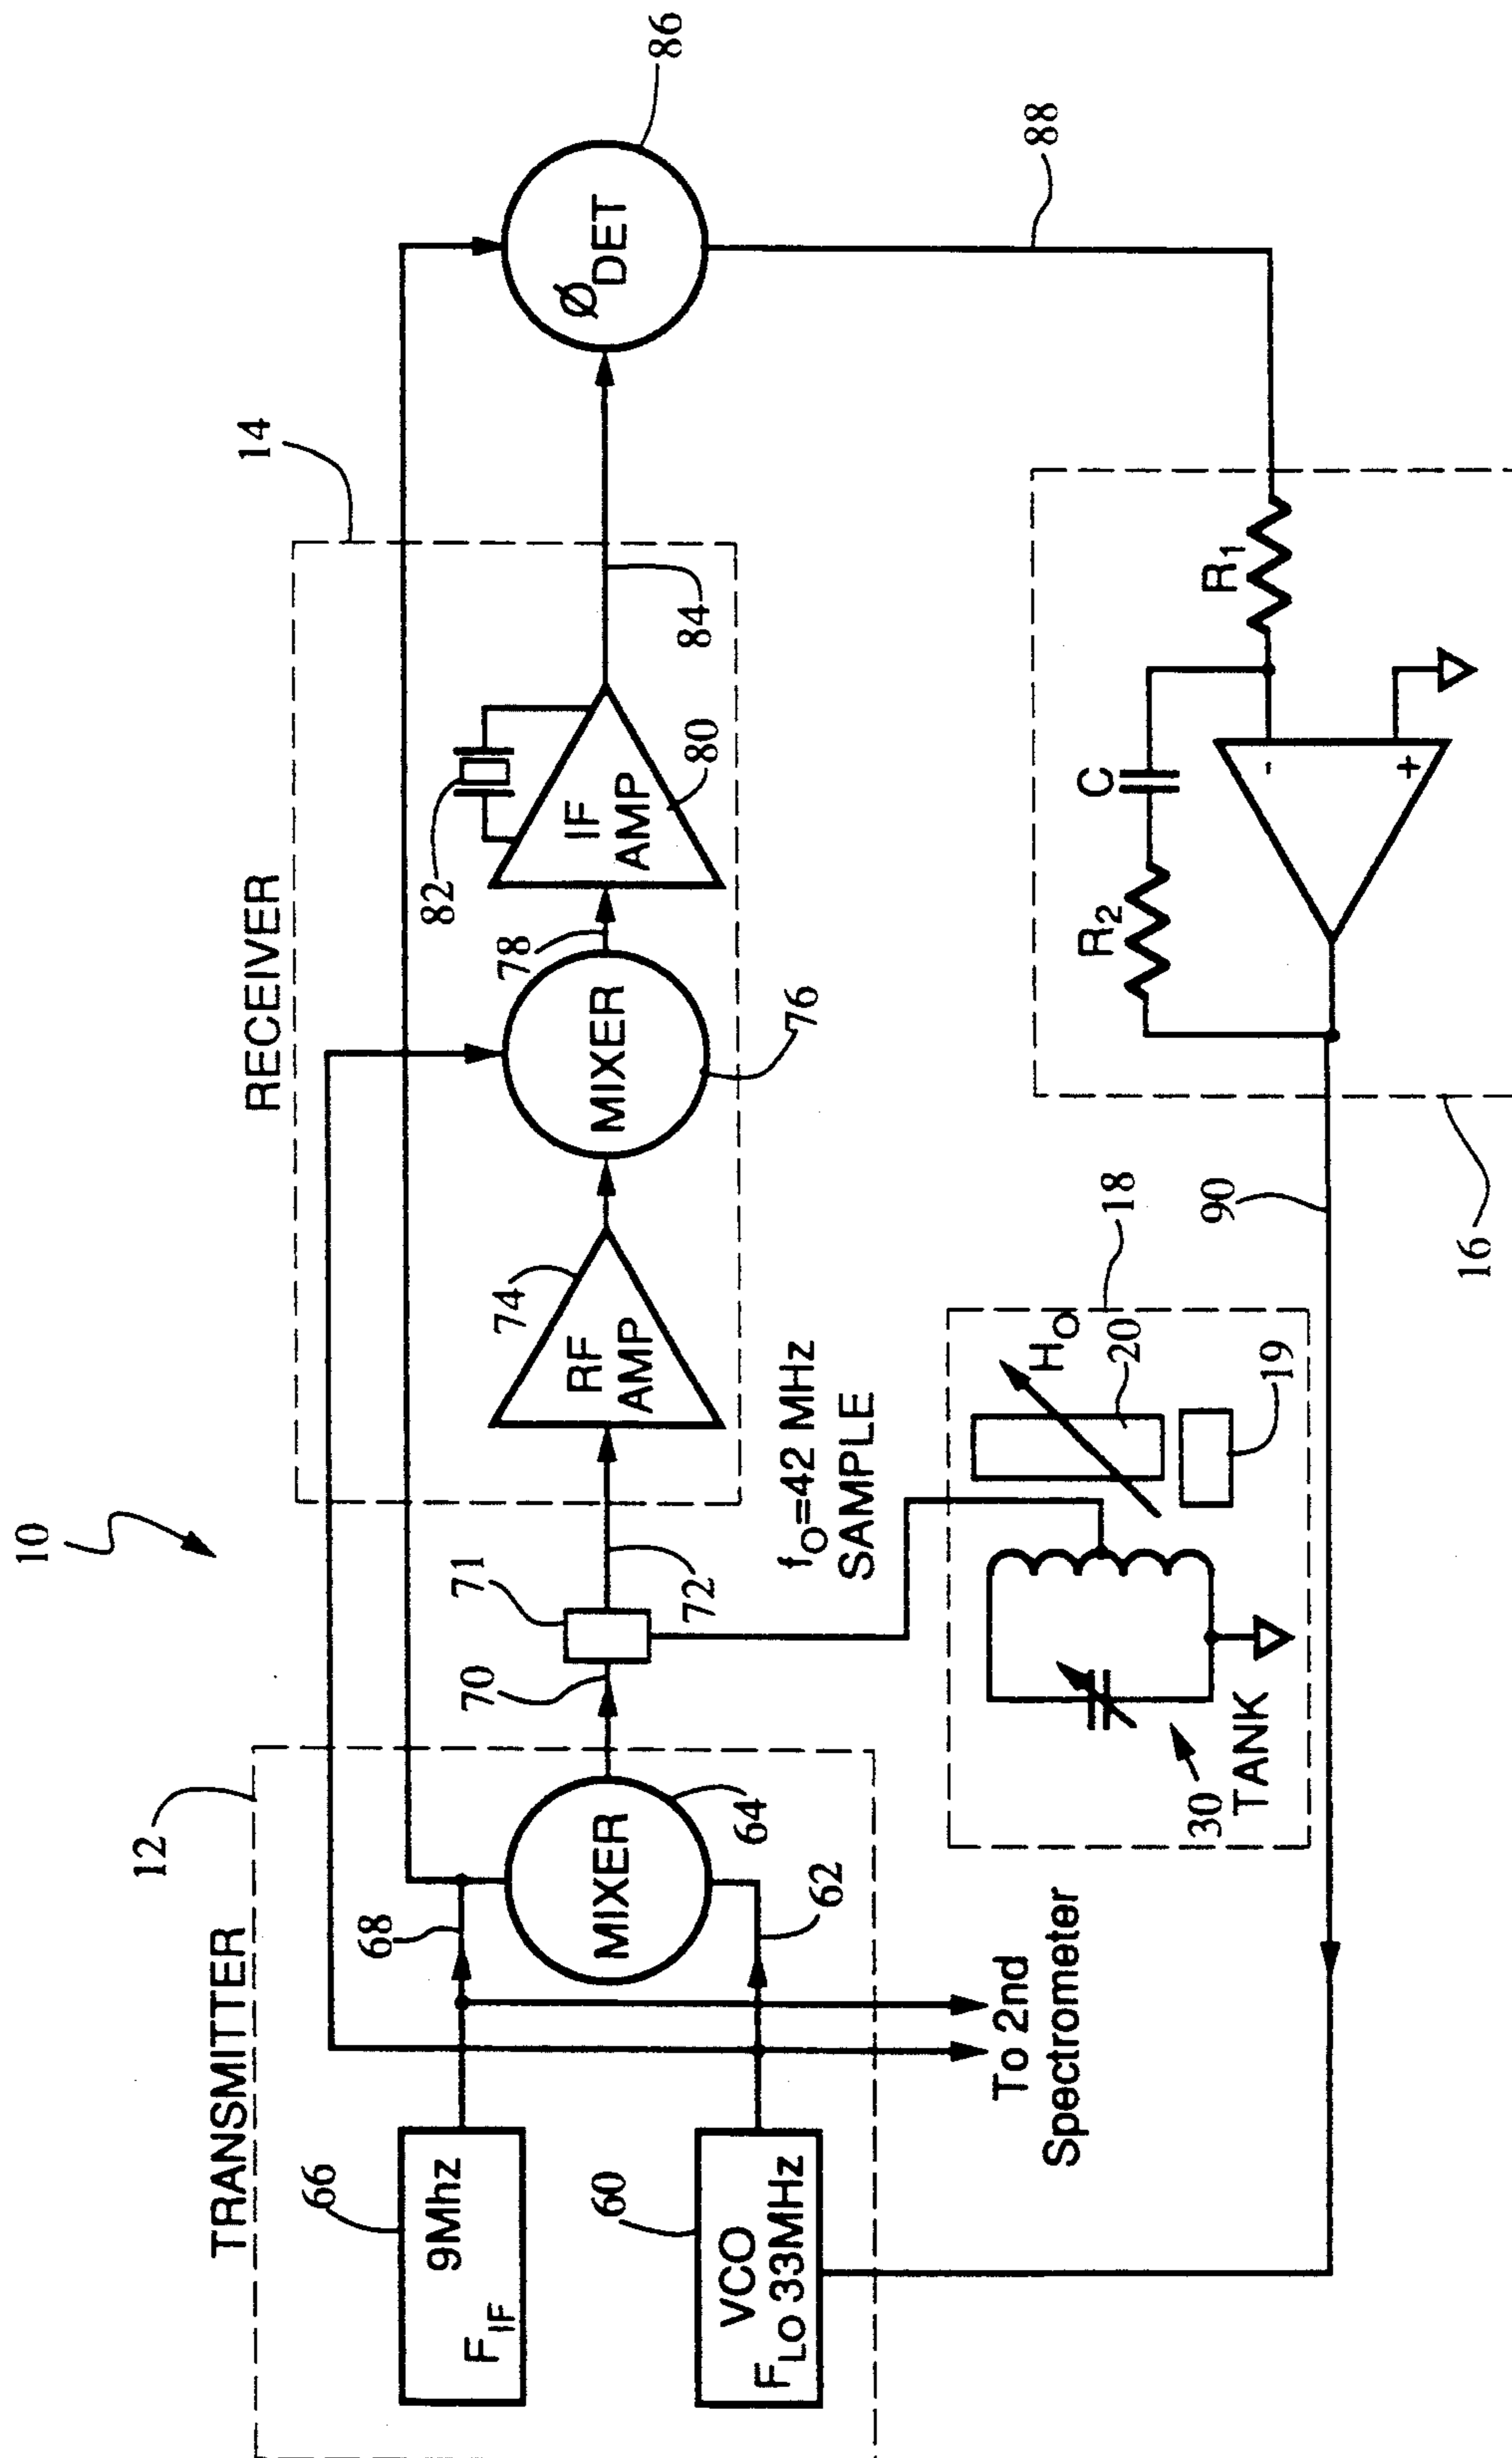 10
TRANSMITTER
12
66
9Mhz
F_IF
60
VCO
F_LO 33MHz
68
62
MIXER
64
To 2nd
Spectrometer
70
71
72
RECEIVER
14
74
RF
AMP
MIXER
76
78
82
IF
AMP
80
84
Ø DET
86
88
f_O=42 MHz
SAMPLE
18
H_O
20
19
30
TANK
90
16
R_2
C
R_1
-
+